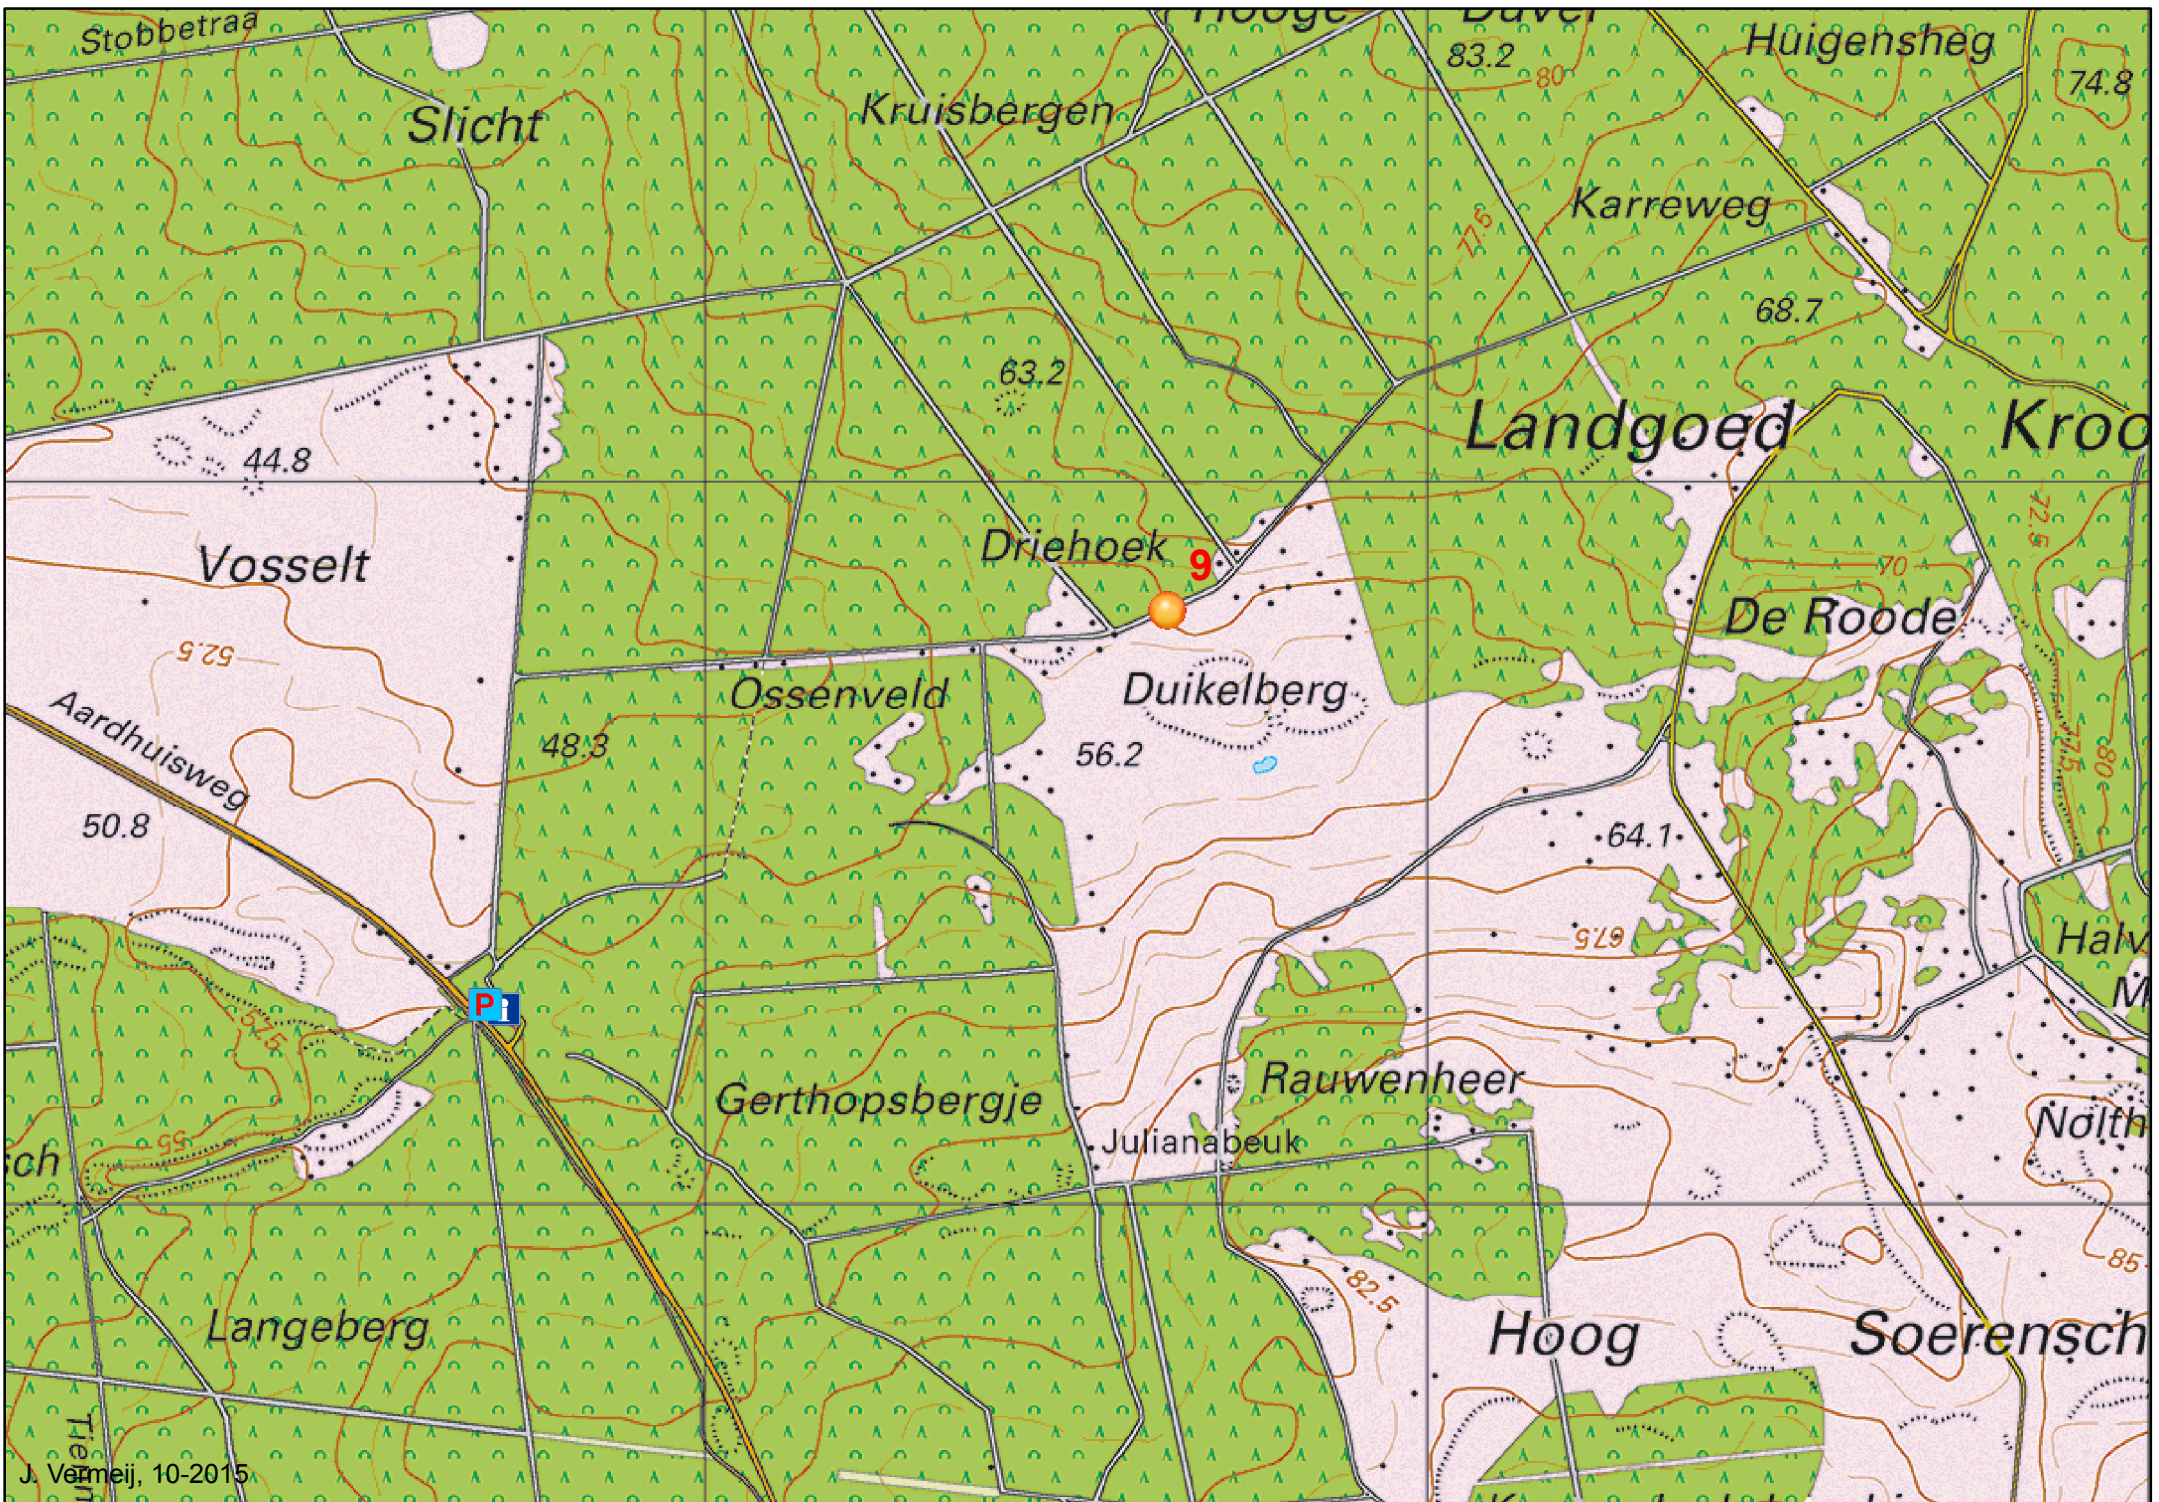 Stobbetraa
Hooge
Duvel
83.2
80
Huigensheg
74.8
Slicht
Kruisbergen
Karreweg
77.5
68.7
63.2
Landgoed
Kroo
44.8
Vosselt
Driehoek
9
72.5
70
De Roode
52.5
Ossenveld
Duikelberg
Aardhuisweg
48.3
56.2
77.5
80
50.8
64.1
67.5
Halv
M
P i
57.5
Rauwenheer
Gerthopsbergje
Julianabeuk
Nolth
55
sch
85
82.5
Langeberg
Hoog
Soerensch
J. Vermeij, 10-2015